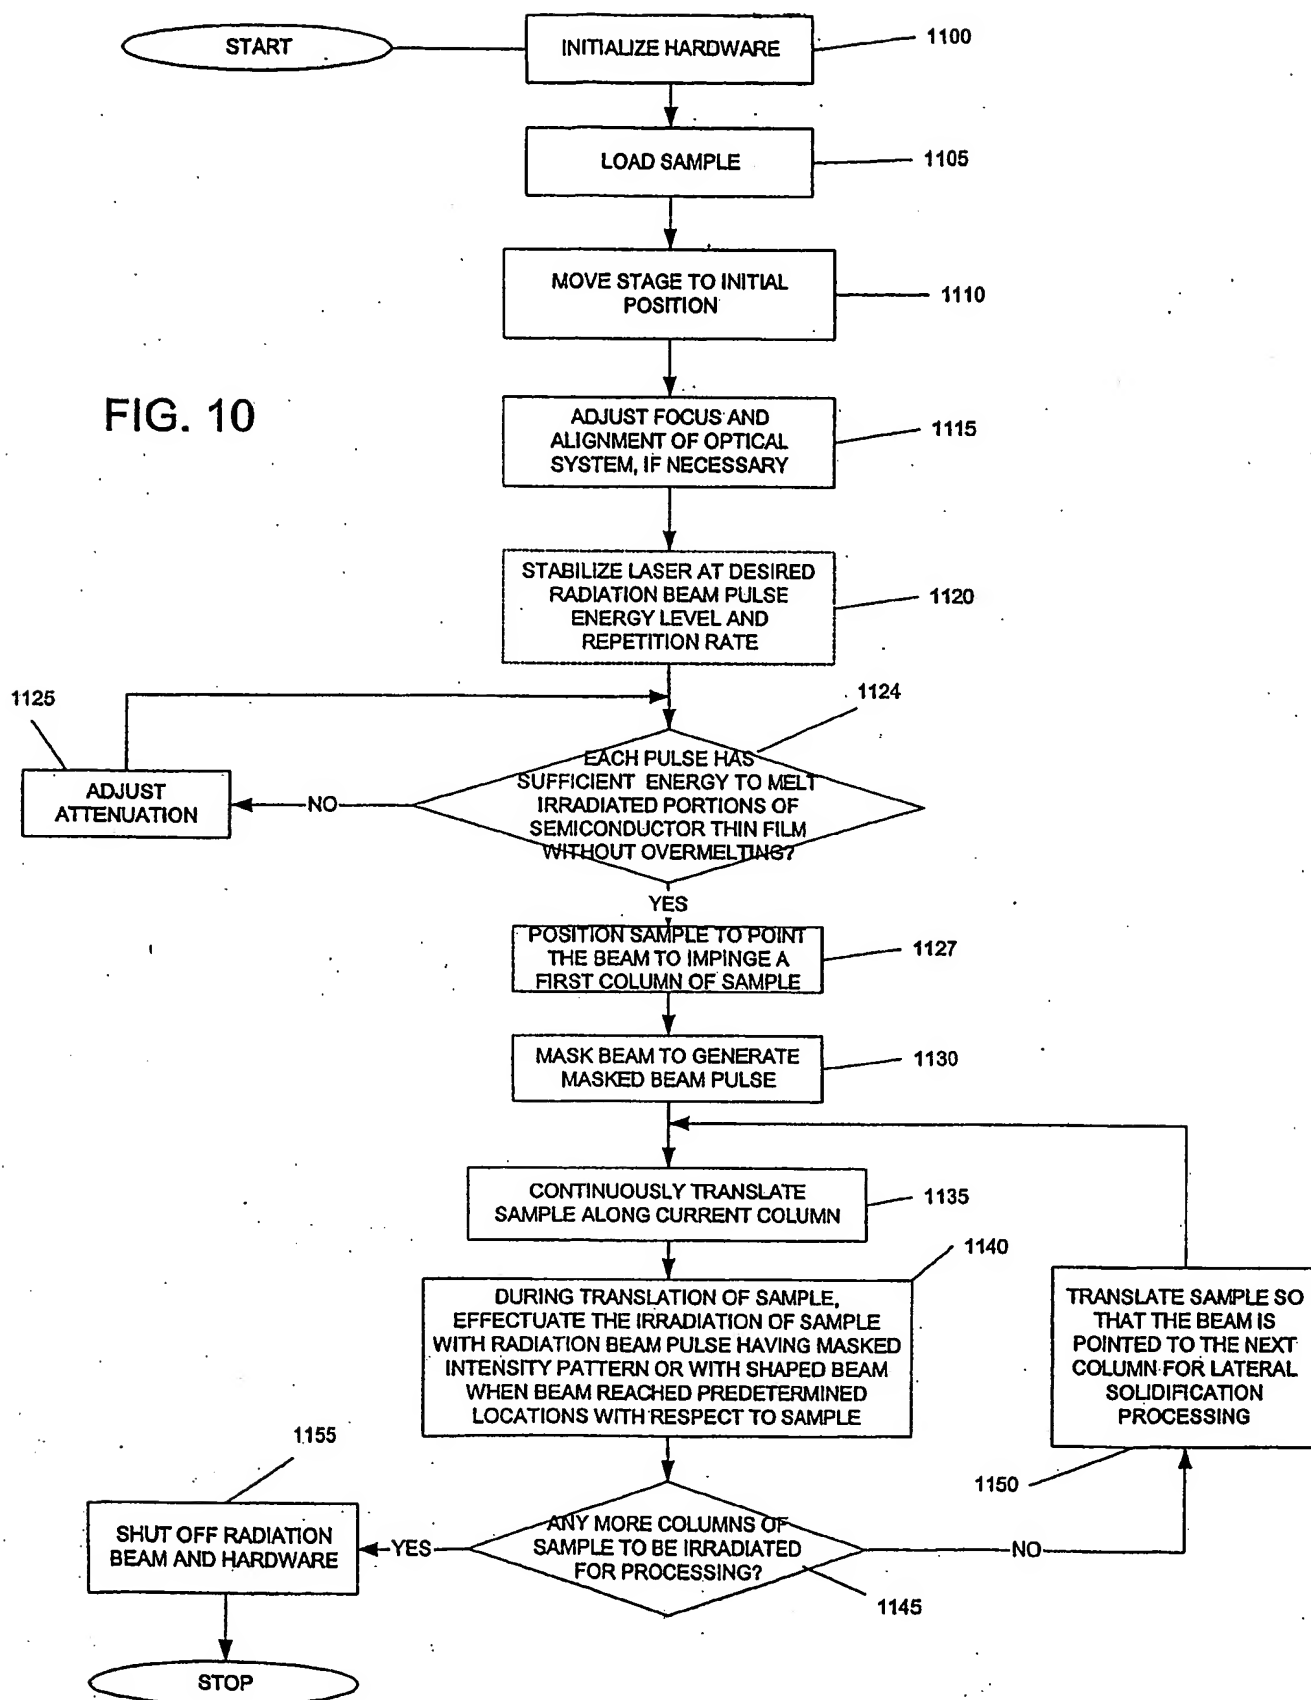 START
INITIALIZE HARDWARE
1100
LOAD SAMPLE
1105
MOVE STAGE TO INITIAL
POSITION
1110
FIG. 10
ADJUST FOCUS AND
ALIGNMENT OF OPTICAL
SYSTEM, IF NECESSARY
1115
STABILIZE LASER AT DESIRED
RADIATION BEAM PULSE
ENERGY LEVEL AND
REPETITION RATE
1120
1125
ADJUST
ATTENUATION
NO
1124
EACH PULSE HAS
SUFFICIENT ENERGY TO MELT
IRRADIATED PORTIONS OF
SEMICONDUCTOR THIN FILM
WITHOUT OVERMELTING?
YES
POSITION SAMPLE TO POINT
THE BEAM TO IMPINGE A
FIRST COLUMN OF SAMPLE
1127
MASK BEAM TO GENERATE
MASKED BEAM PULSE
1130
CONTINUOUSLY TRANSLATE
SAMPLE ALONG CURRENT COLUMN
1135
1140
DURING TRANSLATION OF SAMPLE,
EFFECTUATE THE IRRADIATION OF SAMPLE
WITH RADIATION BEAM PULSE HAVING MASKED
INTENSITY PATTERN OR WITH SHAPED BEAM
WHEN BEAM REACHED PREDETERMINED
LOCATIONS WITH RESPECT TO SAMPLE
TRANSLATE SAMPLE SO
THAT THE BEAM IS
POINTED TO THE NEXT
COLUMN FOR LATERAL
SOLIDIFICATION
PROCESSING
1150
1155
SHUT OFF RADIATION
BEAM AND HARDWARE
YES
ANY MORE COLUMNS OF
SAMPLE TO BE IRRADIATED
FOR PROCESSING?
NO
1145
STOP